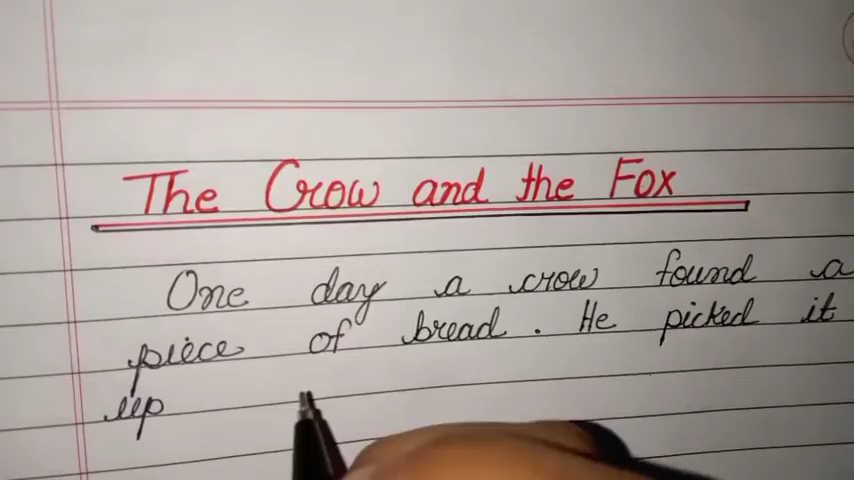 The Crow and the Fox
One day a crow found a
piece of bread. He picked it
up